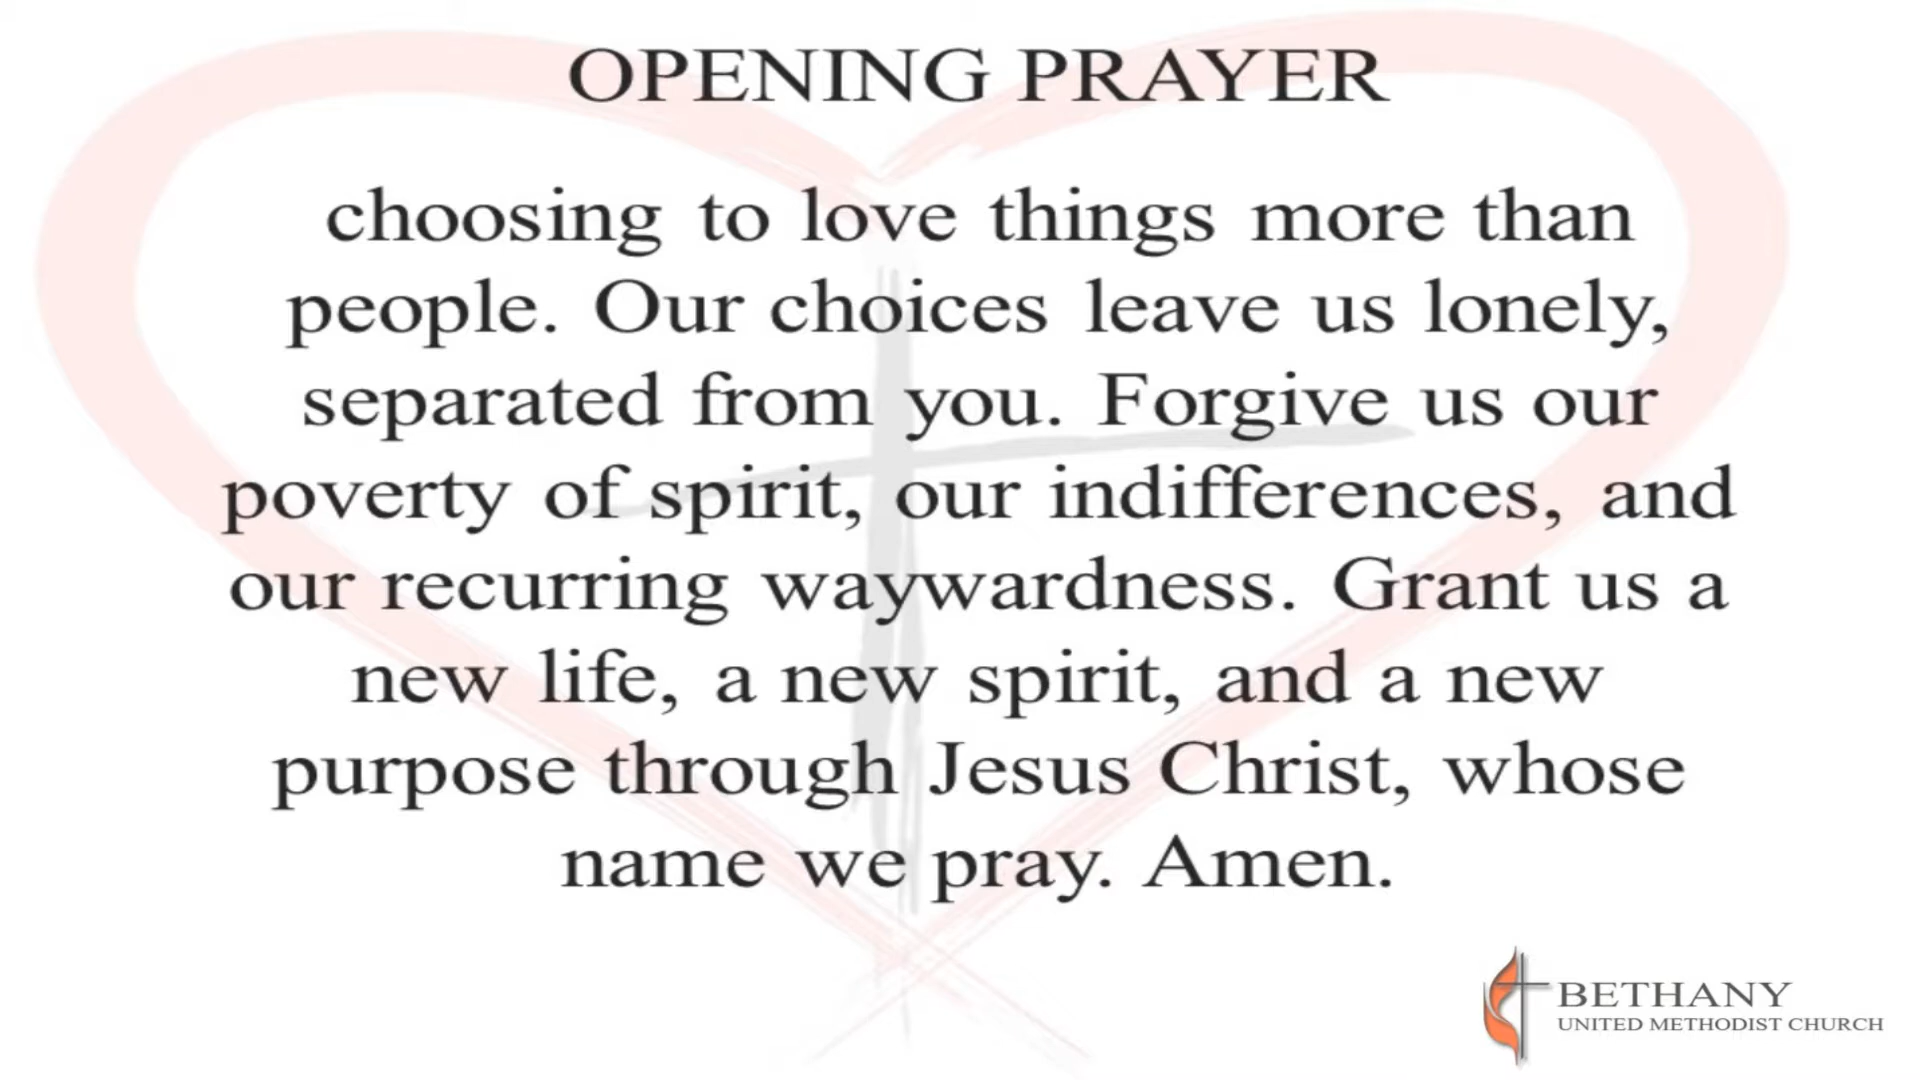 OPENING PRAYER
choosing to love things more than
people. Our choices leave us lonely,
separated from you. Forgive us our
poverty of spirit, our indifferences, and
our recurring waywardness. Grant us a
new life, a new spirit, and a new
purpose through Jesus Christ, whose
name we pray. Amen.
BETHANY
UNITED METHODIST CHURCH